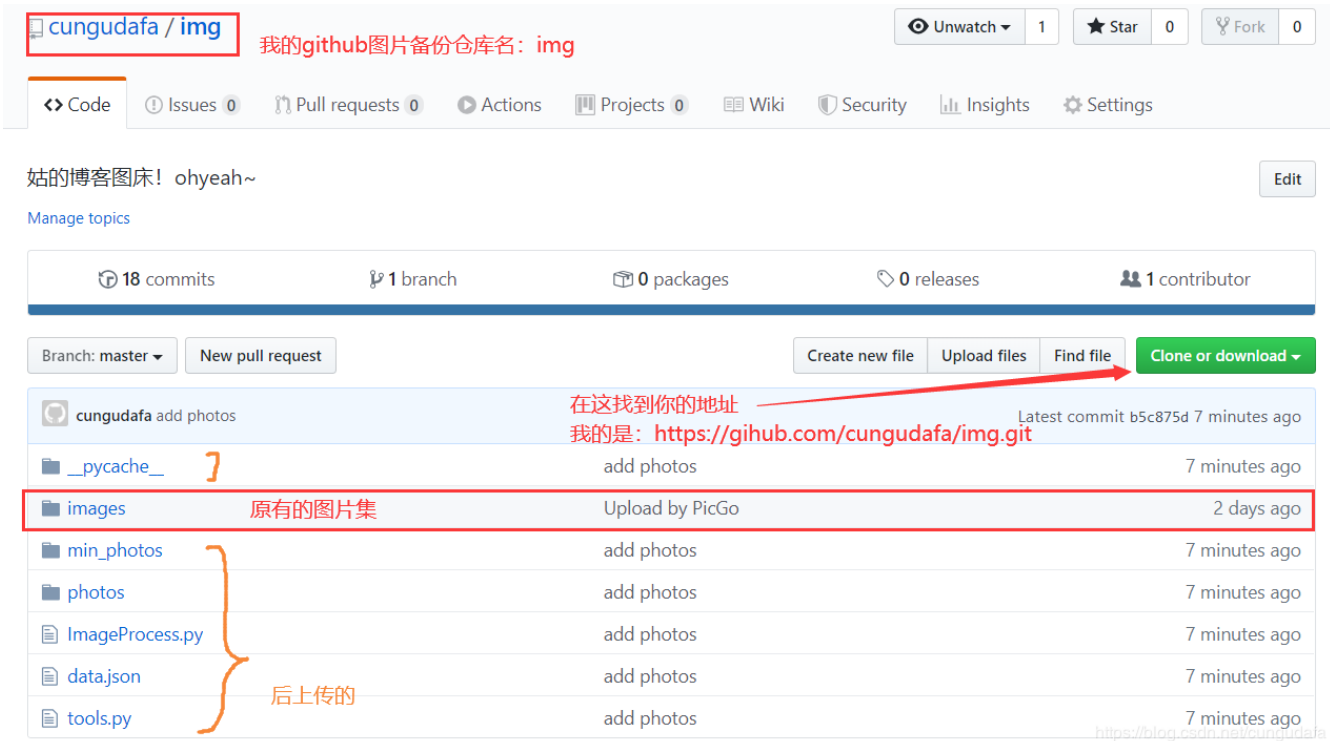 cungudafa / img
我的github图片备份仓库名：img
Unwatch 1 Star 0 Fork 0
Code Issues 0 Pull requests 0 Actions Projects 0 Wiki Security Insights Settings
姑的博客图床！ohyeah~
Edit
Manage topics
18 commits 1 branch 0 packages 0 releases 1 contributor
Branch: master New pull request Create new file Upload files Find file Clone or download
在这找到你的地址
cungudafa add photos Latest commit b5c875d 7 minutes ago
我的是：https://gihub.com/cungudafa/img.git
__pycache__ add photos 7 minutes ago
images 原有的图片集 Upload by PicGo 2 days ago
min_photos add photos 7 minutes ago
photos add photos 7 minutes ago
ImageProcess.py add photos 7 minutes ago
data.json add photos 7 minutes ago
后上传的
tools.py add photos 7 minutes ago
https://blog.csdn.net/cungudafa